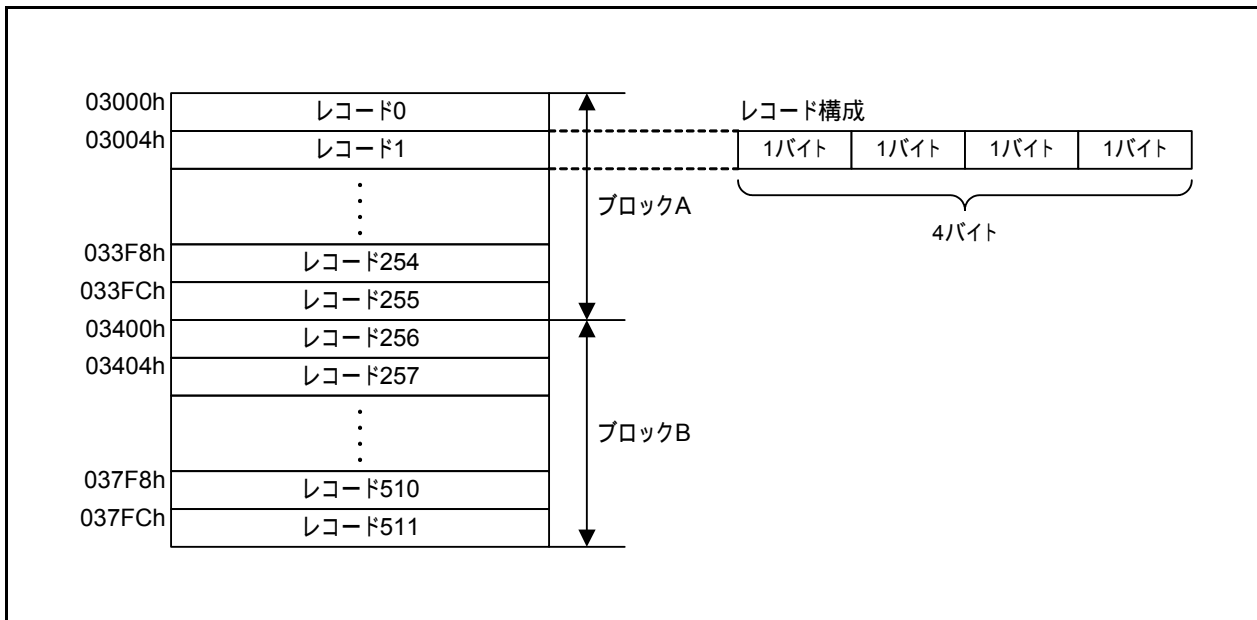 03000h
レコード0
03004h
レコード1
033F8h
レコード254
033FCh
レコード255
03400h
レコード256
03404h
レコード257
037F8h
レコード510
037FCh
レコード511
ブロックA
ブロックB
レコード構成
1バイト 1バイト 1バイト 1バイト
4バイト